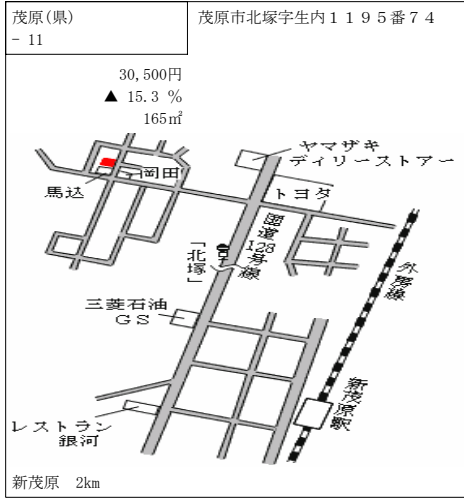 茂原(県)
- 11
茂原市北塚字生内１１９５番７４
30,500円
▲ 15.3 %
165㎡
ヤマザキ
ディリーストアー
岡田
馬込
トヨタ
国道128号線
「北塚」
外房線
三菱石油
ＧＳ
新茂原駅
レストラン
銀河
新茂原　2km